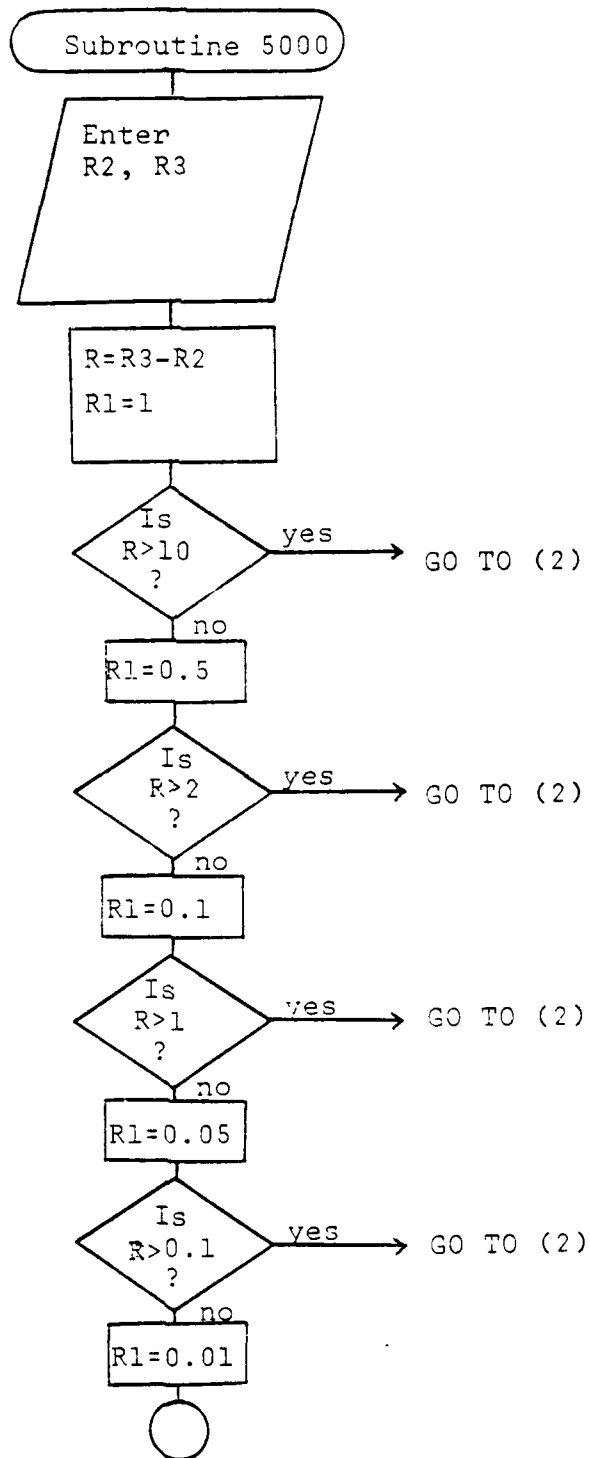 Subroutine 5000
Enter
R2, R3
R=R3-R2
R1=1
Is
R>10
?
yes
GO TO (2)
no
R1=0.5
Is
R>2
?
yes
GO TO (2)
no
R1=0.1
Is
R>1
?
yes
GO TO (2)
no
R1=0.05
Is
R>0.1
?
yes
GO TO (2)
no
R1=0.01